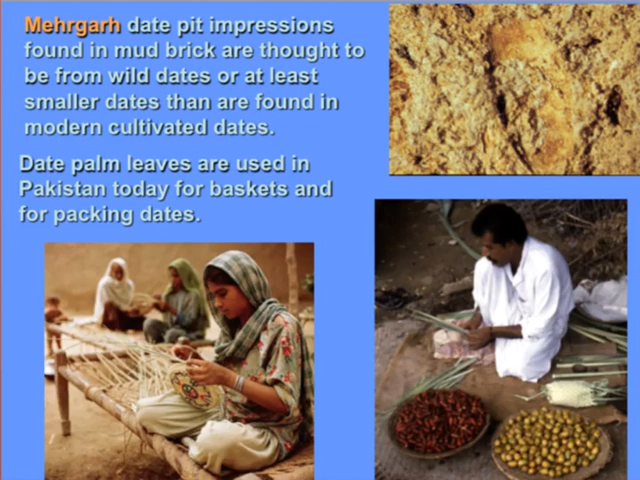 Mehrgarh date pit impressions
found in mud brick are thought to
be from wild dates or at least
smaller dates than are found in
modern cultivated dates.
Date palm leaves are used in
Pakistan today for baskets and
for packing dates.